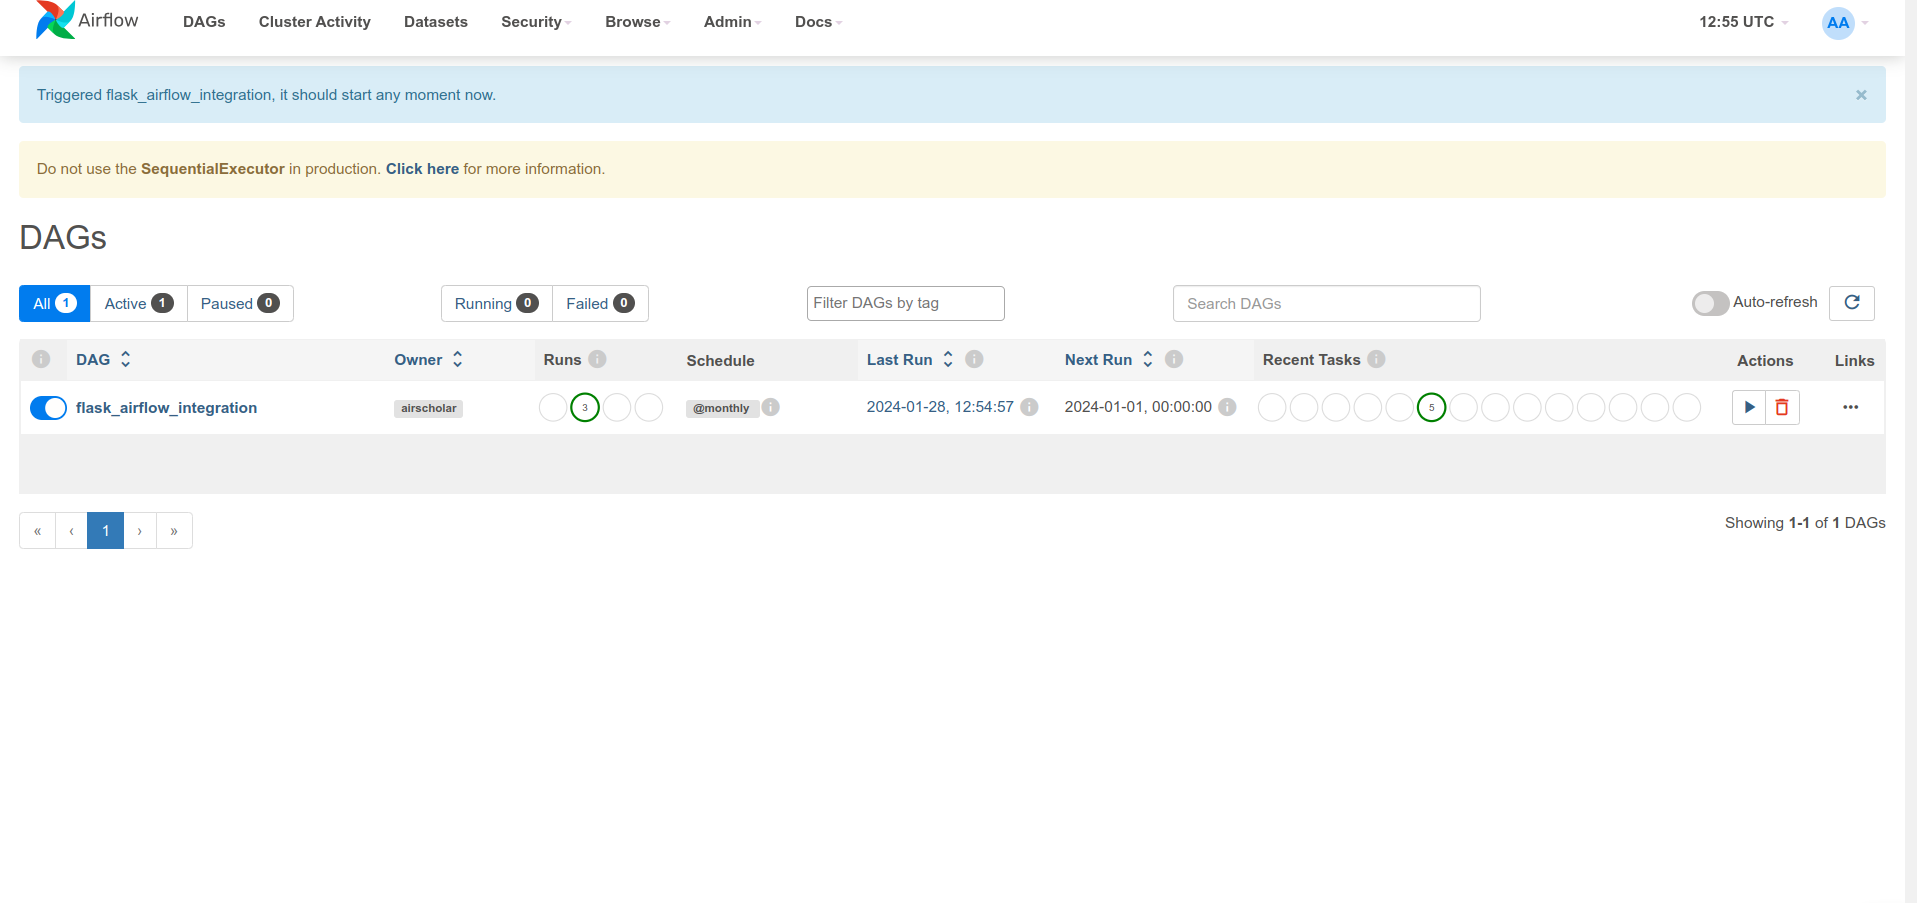 Airflow DAGs Cluster Activity Datasets Security Browse Admin Docs 12:55 UTC AA
Triggered flask_airflow_integration, it should start any moment now. ×
Do not use the SequentialExecutor in production. Click here for more information.
DAGs
All 1 Active 1 Paused 0 Running 0 Failed 0 Filter DAGs by tag Search DAGs Auto-refresh
i DAG Owner Runs i Schedule Last Run i Next Run i Recent Tasks i Actions Links
flask_airflow_integration airscholar 3 @monthly i 2024-01-28, 12:54:57 i 2024-01-01, 00:00:00 i 5 ...
« ‹ 1 › » Showing 1-1 of 1 DAGs